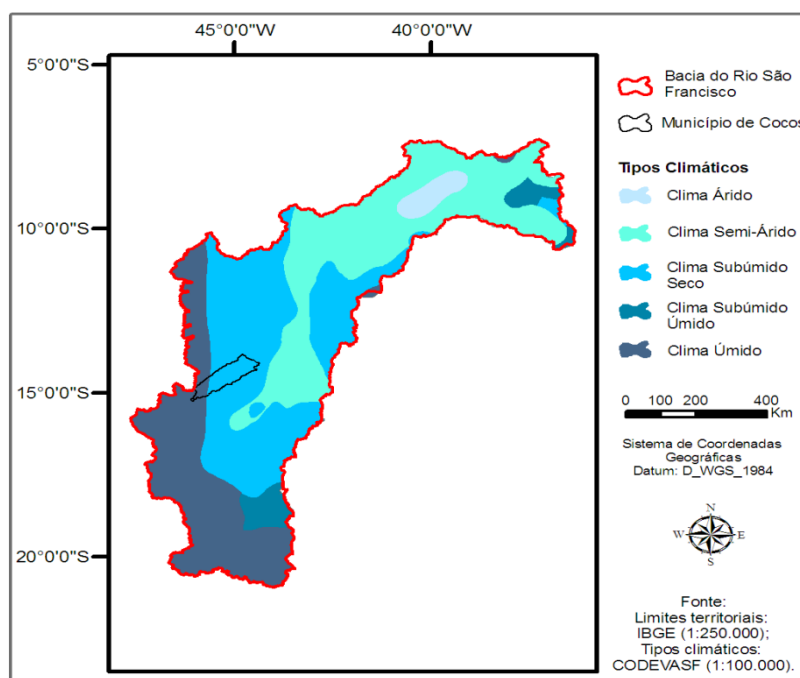 45°0'0"W
40°0'0"W
5°0'0"S
10°0'0"S
15°0'0"S
20°0'0"S
Bacia do Rio São
Francisco
Município de Cocos
Tipos Climáticos
Clima Árido
Clima Semi-Árido
Clima Subúmido
Seco
Clima Subúmido
Úmido
Clima Úmido
0 100 200 400
Km
Sistema de Coordenadas
Geográficas
Datum: D_WGS_1984
N
W E
S
Fonte:
Limites territoriais:
IBGE (1:250.000);
Tipos climáticos:
CODEVASF (1:100.000).